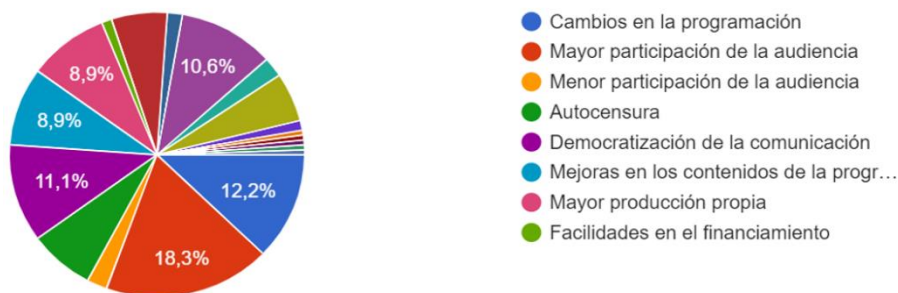 10,6%
8,9%
8,9%
11,1%
12,2%
18,3%
Cambios en la programación
Mayor participación de la audiencia
Menor participación de la audiencia
Autocensura
Democratización de la comunicación
Mejoras en los contenidos de la progr…
Mayor producción propia
Facilidades en el financiamiento